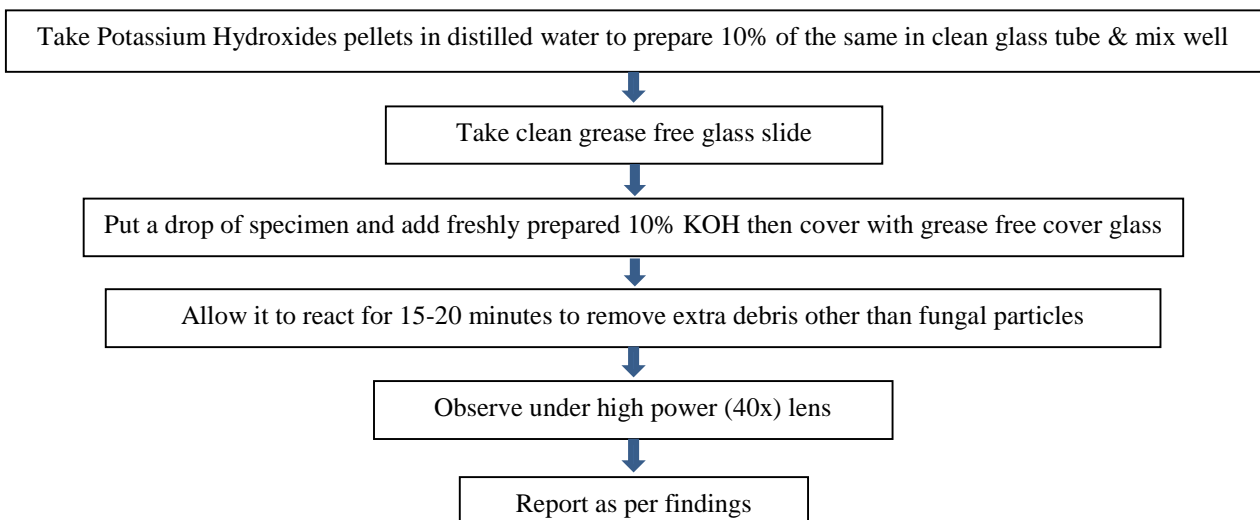 Take Potassium Hydroxides pellets in distilled water to prepare 10% of the same in clean glass tube & mix well
Take clean grease free glass slide
Put a drop of specimen and add freshly prepared 10% KOH then cover with grease free cover glass
Allow it to react for 15-20 minutes to remove extra debris other than fungal particles
Observe under high power (40x) lens
Report as per findings